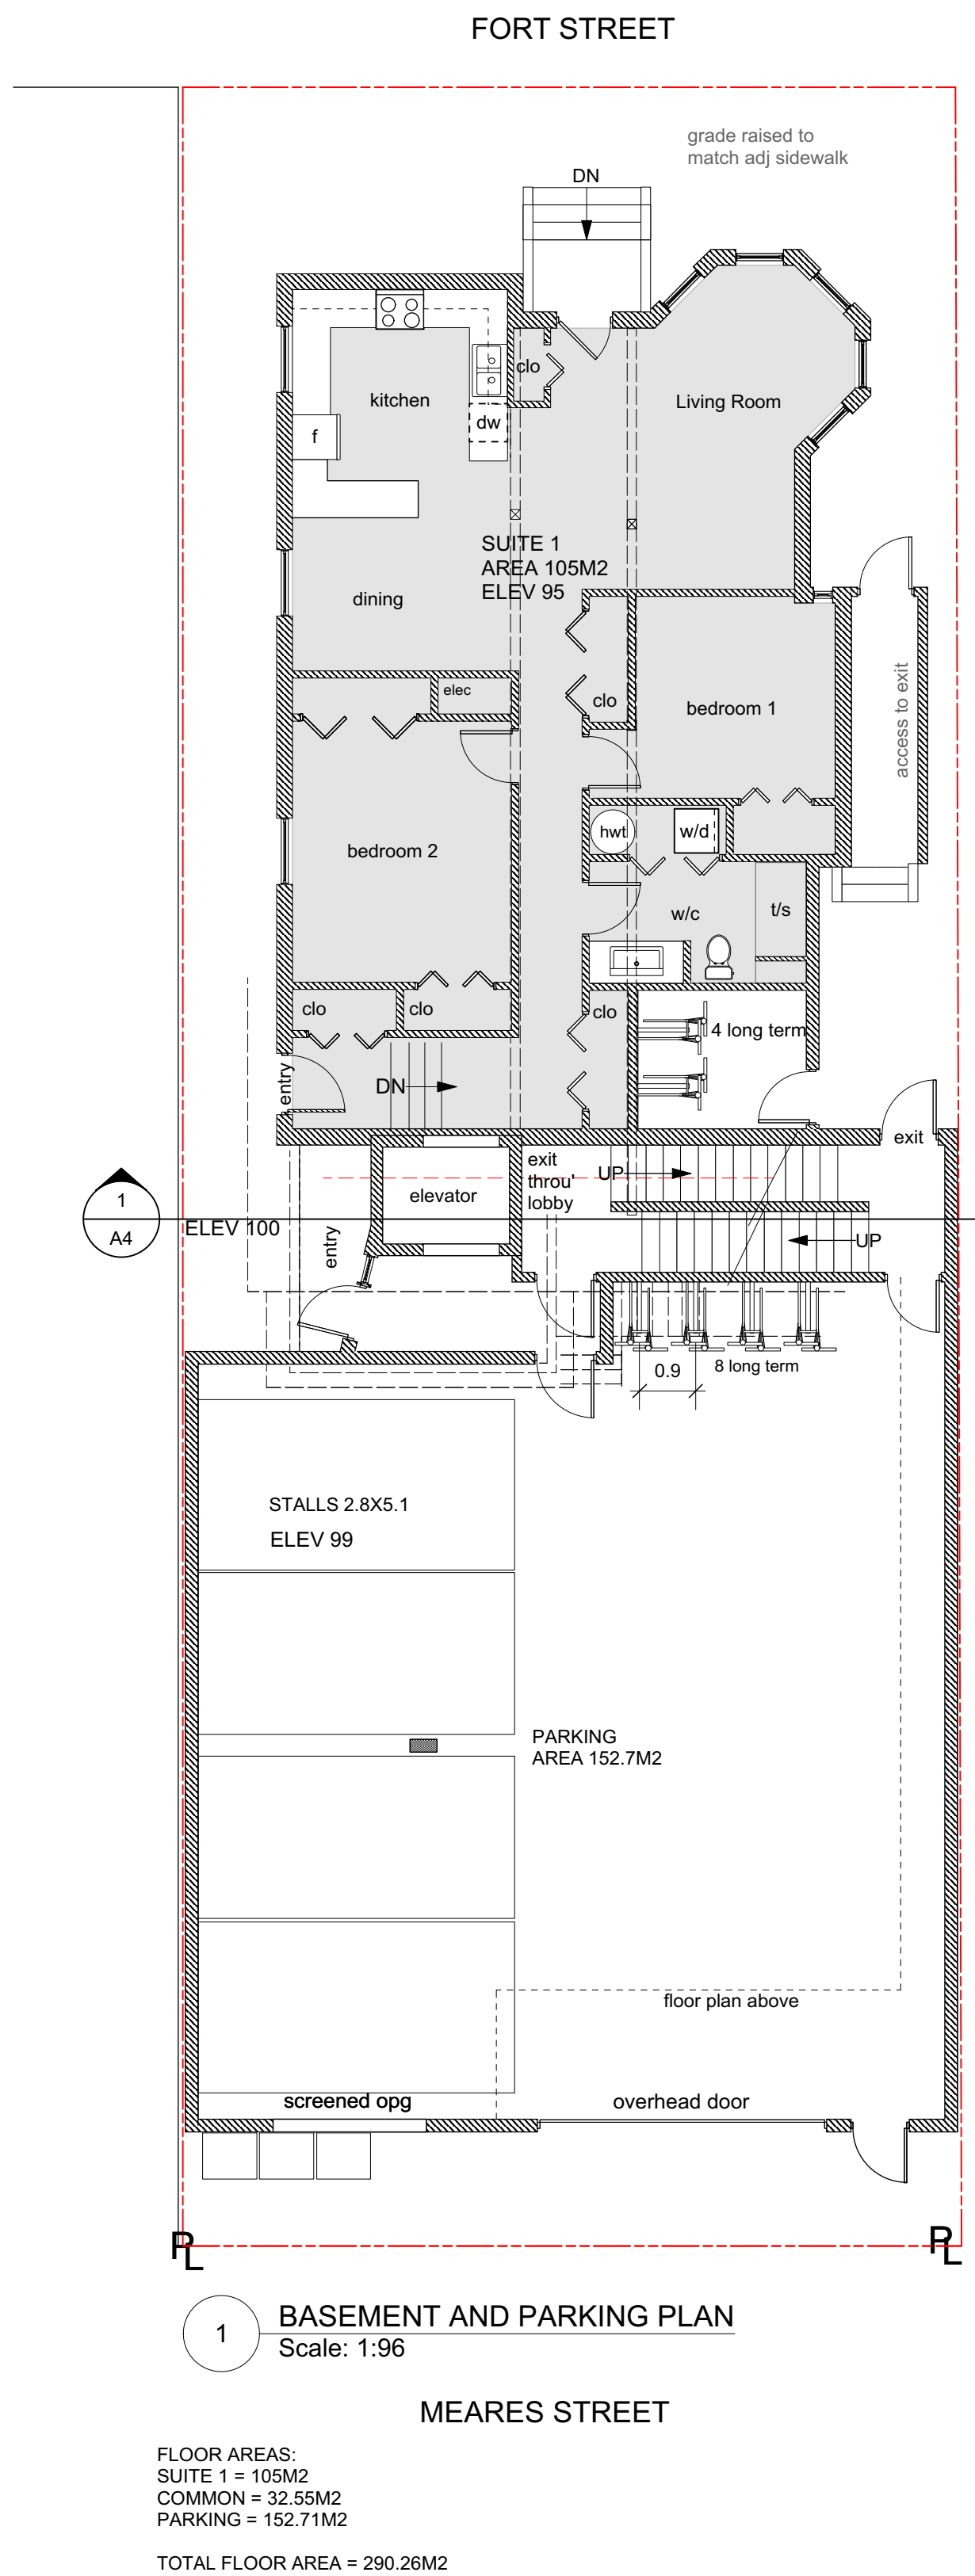 FORT STREET
grade raised to
match adj sidewalk
DN
clo
kitchen
Living Room
dw
f
SUITE 1
AREA 105M2
ELEV 95
dining
elec
clo
bedroom 1
access to exit
hwt
w/d
bedroom 2
w/c
t/s
clo
clo
clo
4 long term
entry
DN
exit
exit
throu'
lobby
UP
elevator
1
A4
ELEV 100
entry
UP
0.9
8 long term
STALLS 2.8X5.1
ELEV 99
PARKING
AREA 152.7M2
floor plan above
screened opg
overhead door
PL
PL
1
BASEMENT AND PARKING PLAN
Scale: 1:96
MEARES STREET
FLOOR AREAS:
SUITE 1 = 105M2
COMMON = 32.55M2
PARKING = 152.71M2
TOTAL FLOOR AREA = 290.26M2